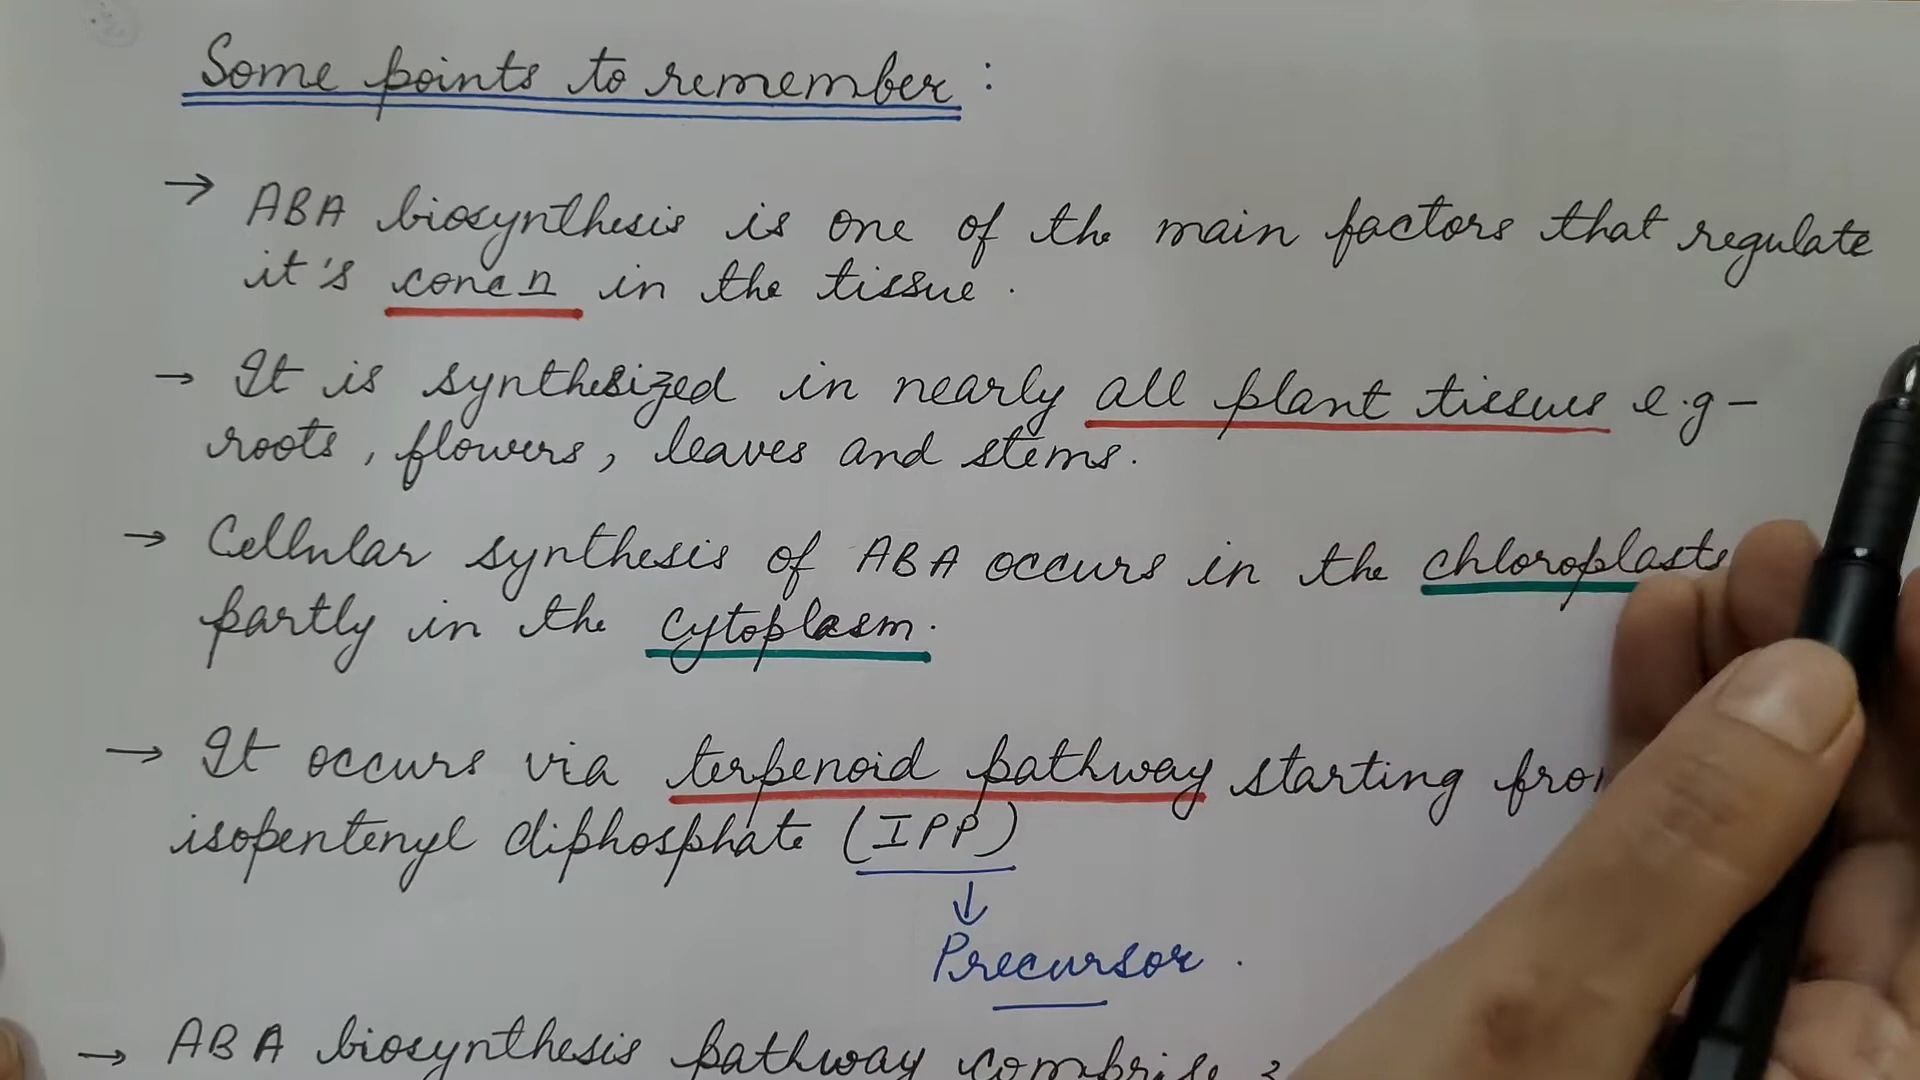 Some points to remember :
→ ABA biosynthesis is one of the main factors that regulate
it's concn in the tissue.
→ It is synthesized in nearly all plant tissues e.g -
roots, flowers, leaves and stems.
→ Cellular synthesis of ABA occurs in the chloroplasts
partly in the cytoplasm.
→ It occurs via terpenoid pathway starting
isopentenyl diphosphate (IPP)
↓
Precursor.
→ ABA biosynthesis pathway